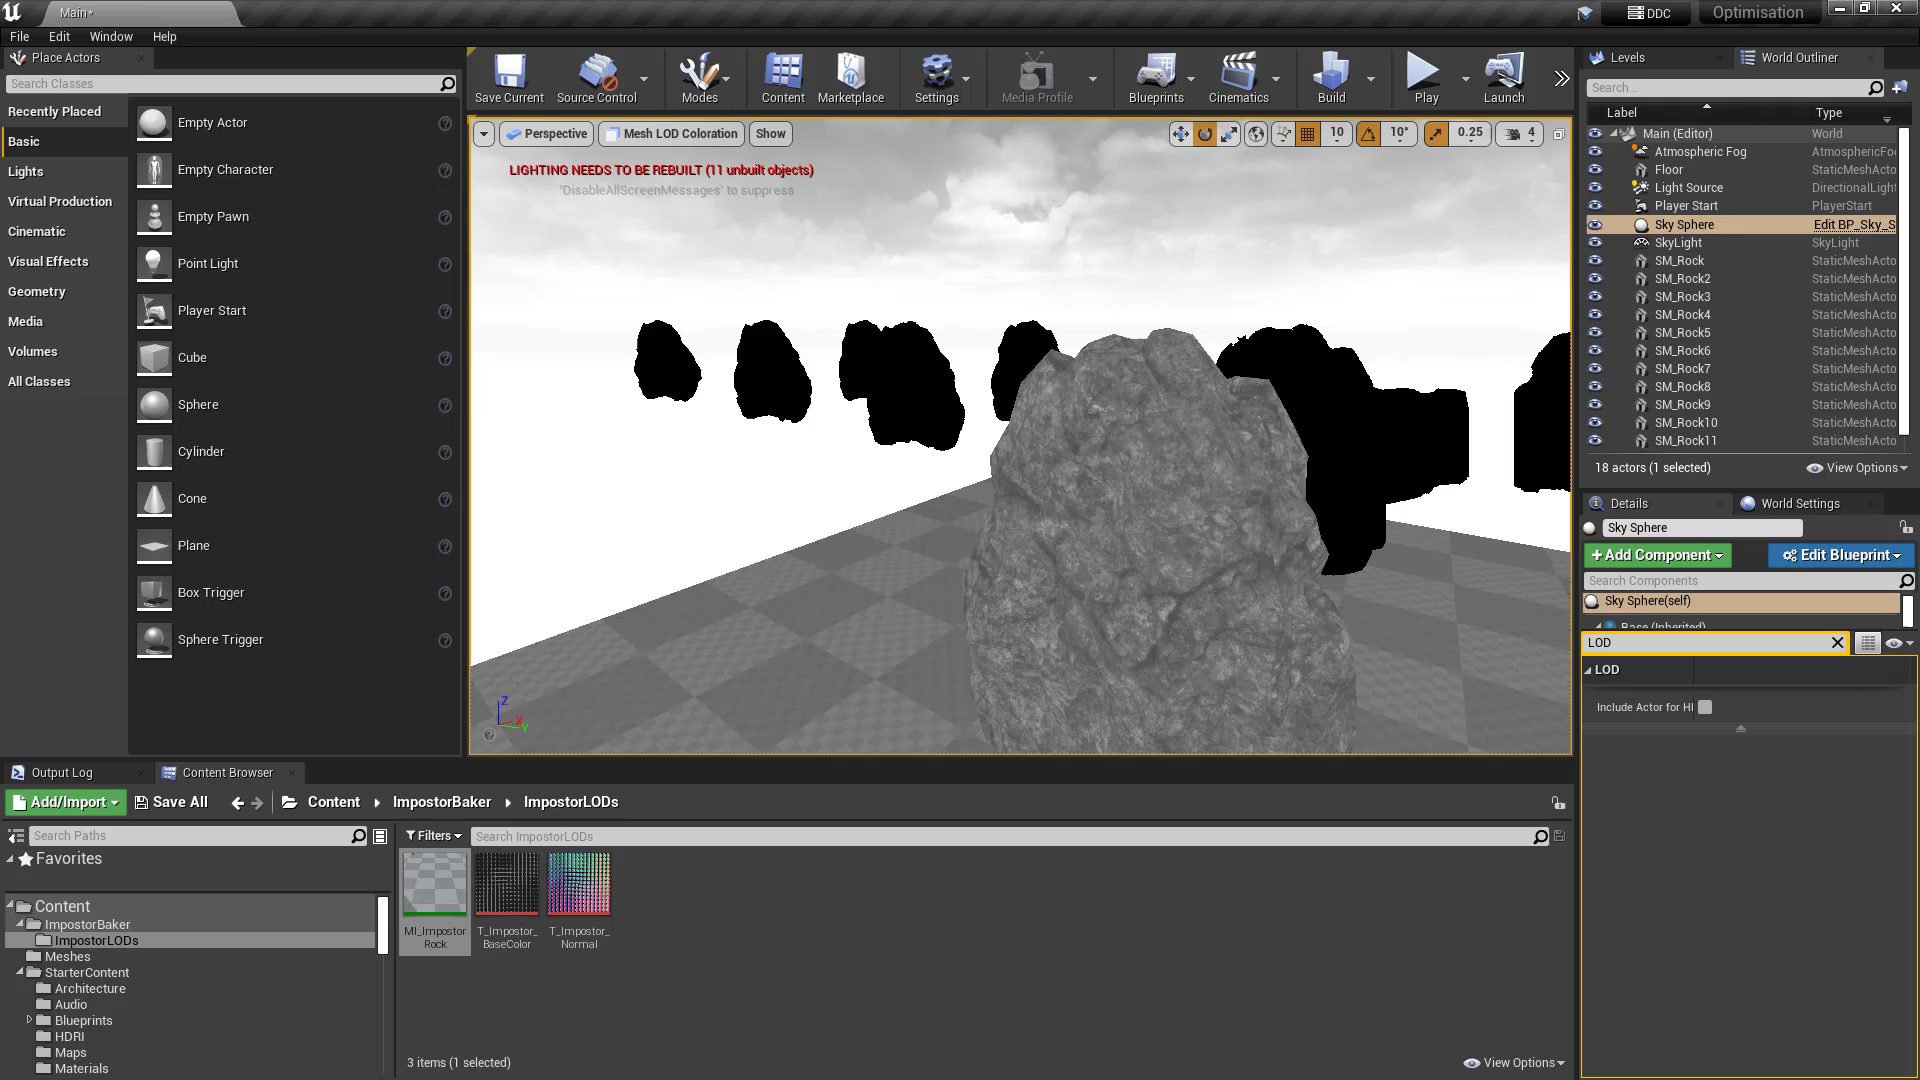 Main*
DDC
Optimisation
File
Edit
Window
Help
Place Actors
Search Classes
Recently Placed
Basic
Lights
Virtual Production
Cinematic
Visual Effects
Geometry
Media
Volumes
All Classes
Empty Actor
Empty Character
Empty Pawn
Point Light
Player Start
Cube
Sphere
Cylinder
Cone
Plane
Box Trigger
Sphere Trigger
Save Current
Source Control
Modes
Content
Marketplace
Settings
Media Profile
Blueprints
Cinematics
Build
Play
Launch
Perspective
Mesh LOD Coloration
Show
10
10°
0.25
4
LIGHTING NEEDS TO BE REBUILT (11 unbuilt objects)
'DisableAllScreenMessages' to suppress
Z
X
Y
Levels
World Outliner
Search...
Label
Type
Main (Editor)
World
Atmospheric Fog
AtmosphericFo
Floor
StaticMeshActo
Light Source
DirectionalLight
Player Start
PlayerStart
Sky Sphere
Edit BP_Sky_S
SkyLight
SkyLight
SM_Rock
StaticMeshActo
SM_Rock2
StaticMeshActo
SM_Rock3
StaticMeshActo
SM_Rock4
StaticMeshActo
SM_Rock5
StaticMeshActo
SM_Rock6
StaticMeshActo
SM_Rock7
StaticMeshActo
SM_Rock8
StaticMeshActo
SM_Rock9
StaticMeshActo
SM_Rock10
StaticMeshActo
SM_Rock11
StaticMeshActo
18 actors (1 selected)
View Options
Details
World Settings
Sky Sphere
+Add Component
Edit Blueprint
Search Components
Sky Sphere(self)
Base (Inherited)
LOD
LOD
Include Actor for HI
Output Log
Content Browser
Add/Import
Save All
Content
ImpostorBaker
ImpostorLODs
Search Paths
Filters
Search ImpostorLODs
Favorites
Content
ImpostorBaker
ImpostorLODs
Meshes
StarterContent
Architecture
Audio
Blueprints
HDRI
Maps
Materials
MI_Impostor
Rock
T_Impostor_
BaseColor
T_Impostor_
Normal
3 items (1 selected)
View Options